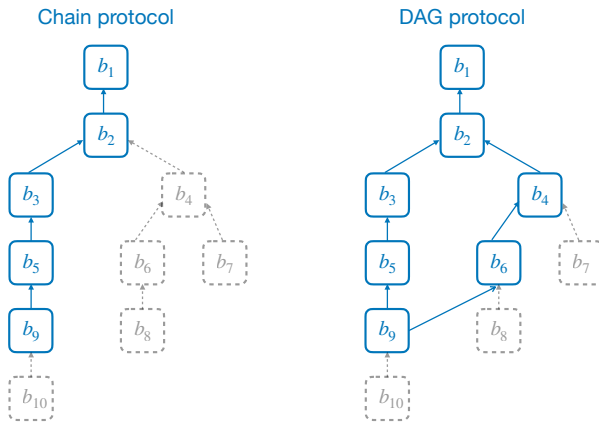 Chain protocol
DAG protocol
b1
b1
b2
b2
b3
b4
b3
b4
b5
b6
b7
b5
b6
b7
b9
b8
b9
b8
b10
b10